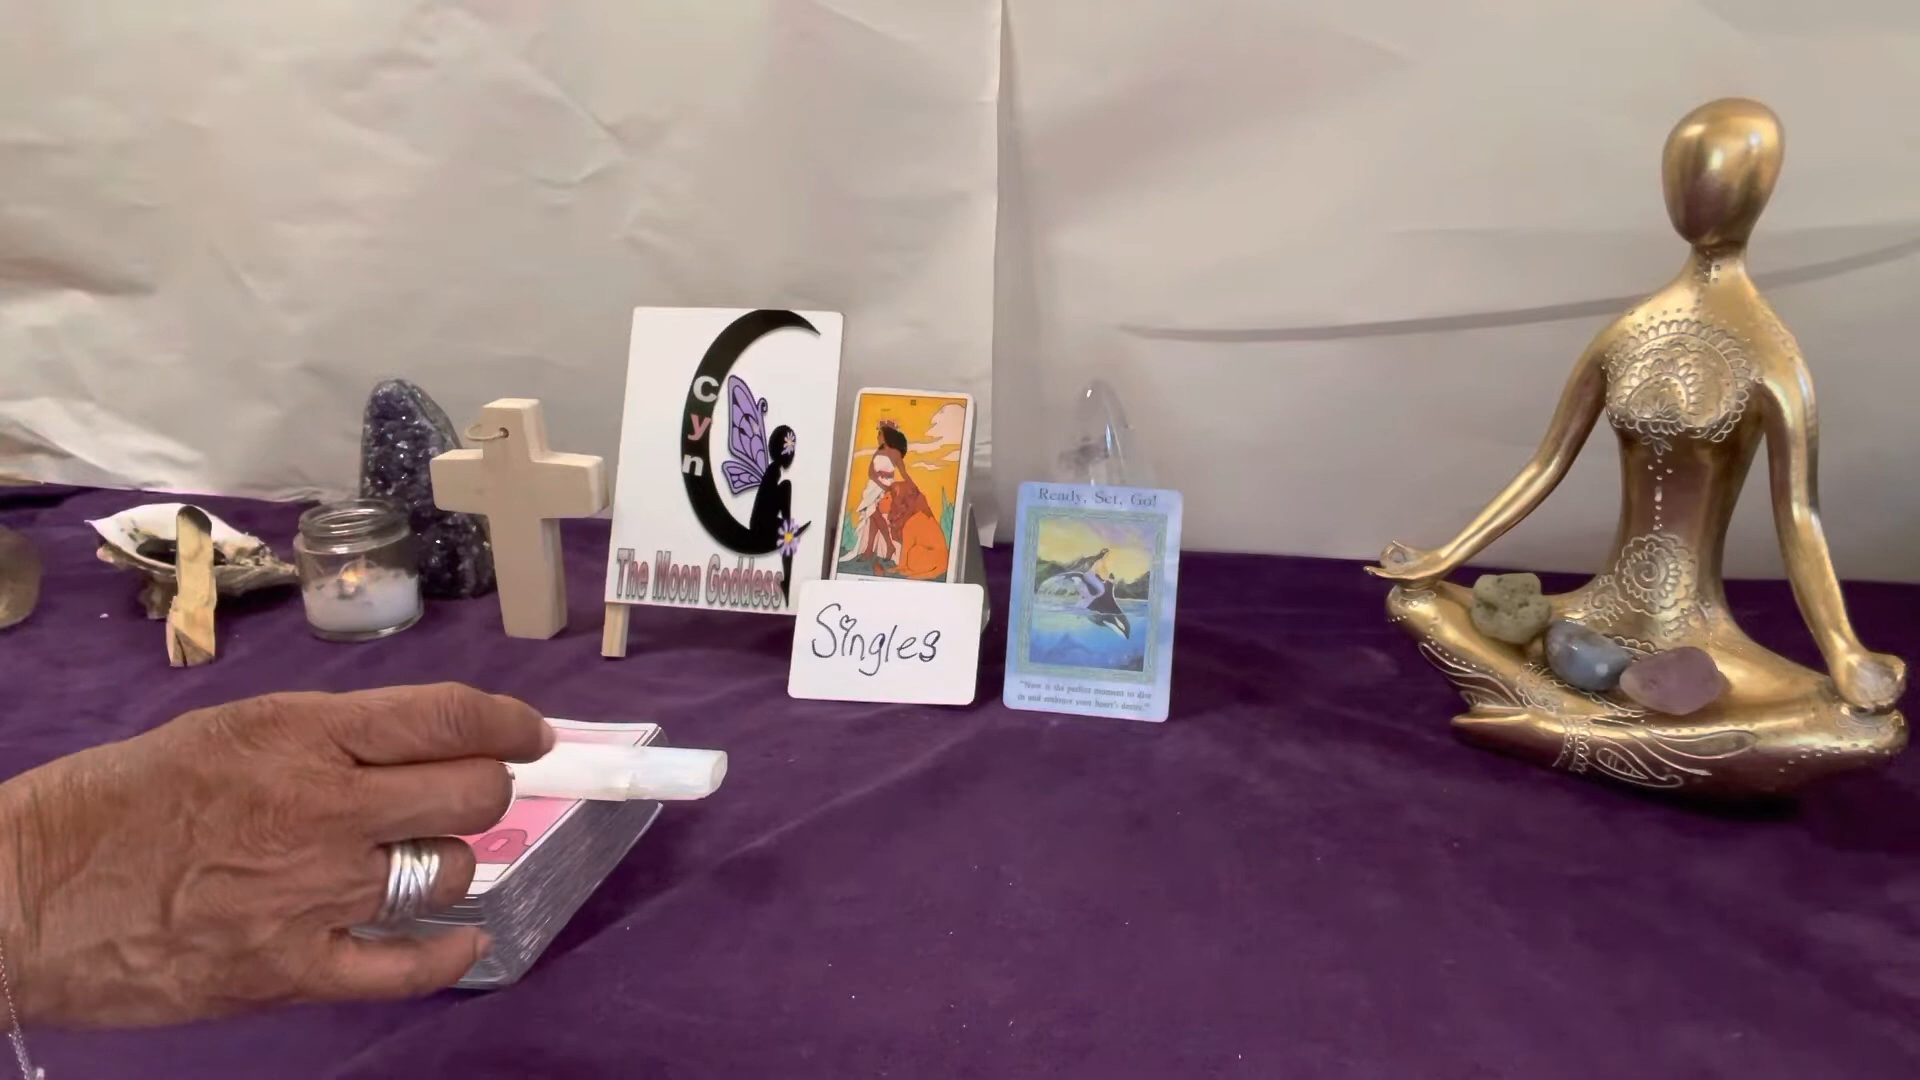 Cyn
The Moon Goddess
Singles
Ready, Set, Go!
"Now is the perfect moment to dive
in and embrace your heart's desires."